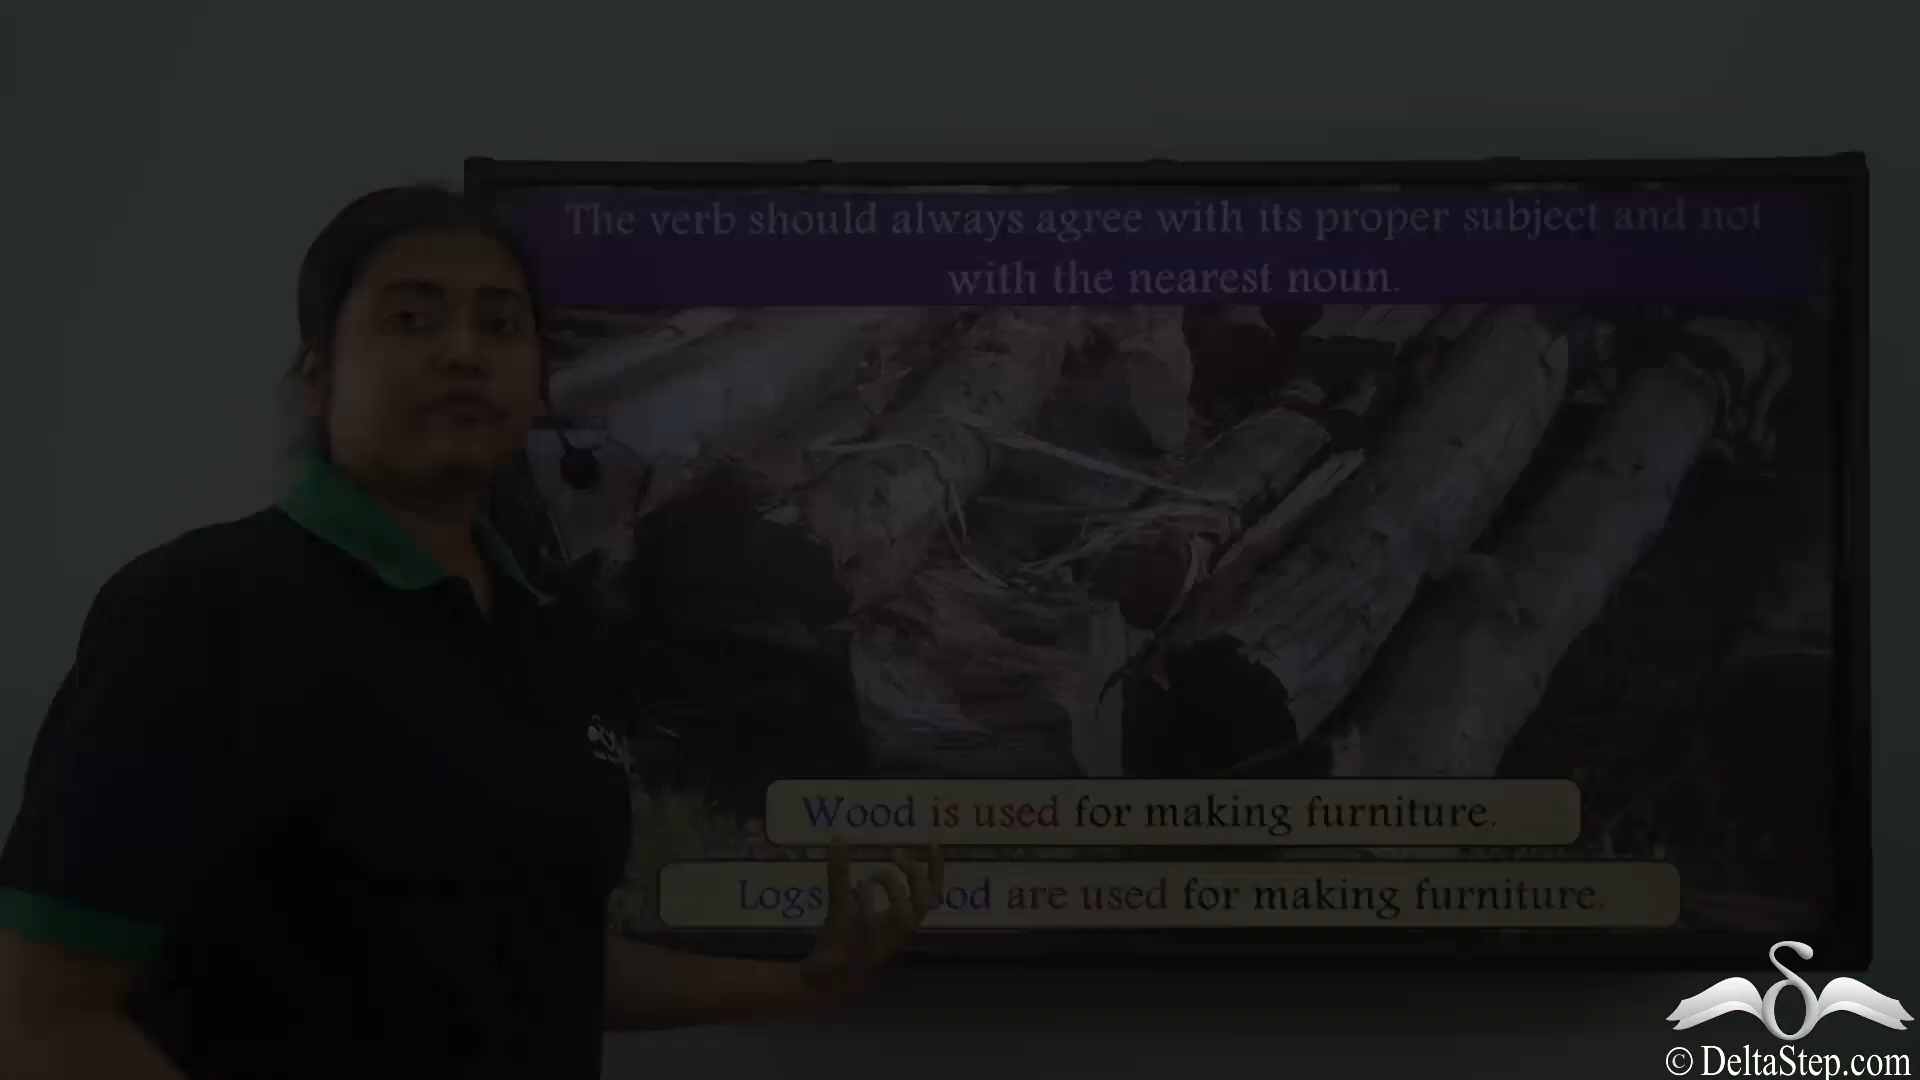 The verb should always agree with its proper subject and not
with the nearest noun.
Wood is used for making furniture.
Logs are used for making furniture.
© DeltaStep.com